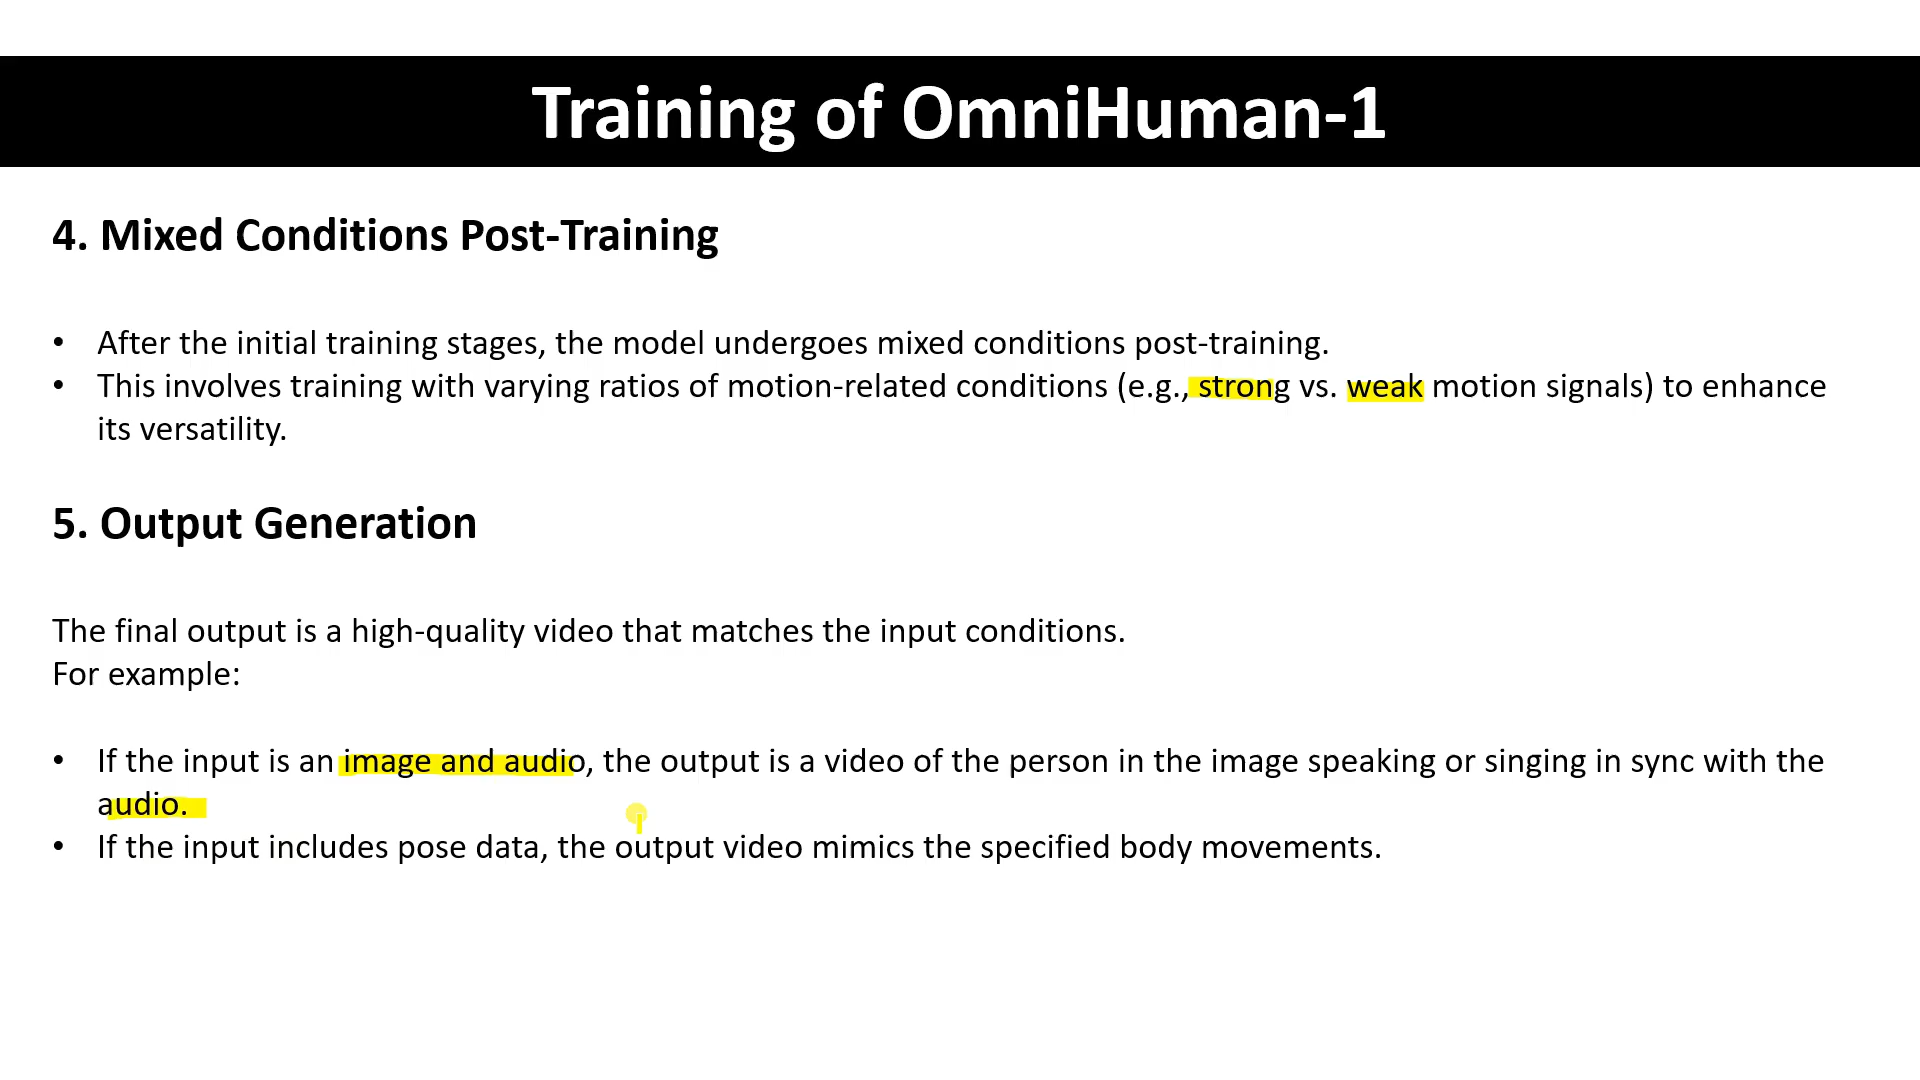 Training of OmniHuman-1
4. Mixed Conditions Post-Training
• After the initial training stages, the model undergoes mixed conditions post-training.
• This involves training with varying ratios of motion-related conditions (e.g., strong vs. weak motion signals) to enhance
its versatility.
5. Output Generation
The final output is a high-quality video that matches the input conditions.
For example:
• If the input is an image and audio, the output is a video of the person in the image speaking or singing in sync with the
audio.
• If the input includes pose data, the output video mimics the specified body movements.